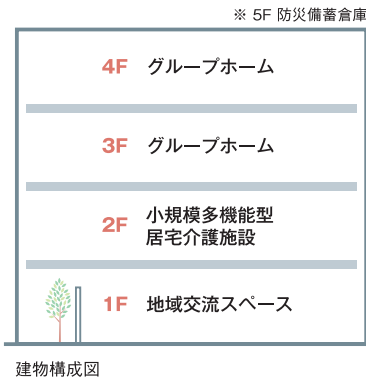 ※ 5F 防災備蓄倉庫
4F グループホーム
3F グループホーム
2F 小規模多機能型
居宅介護施設
1F 地域交流スペース
建物構成図